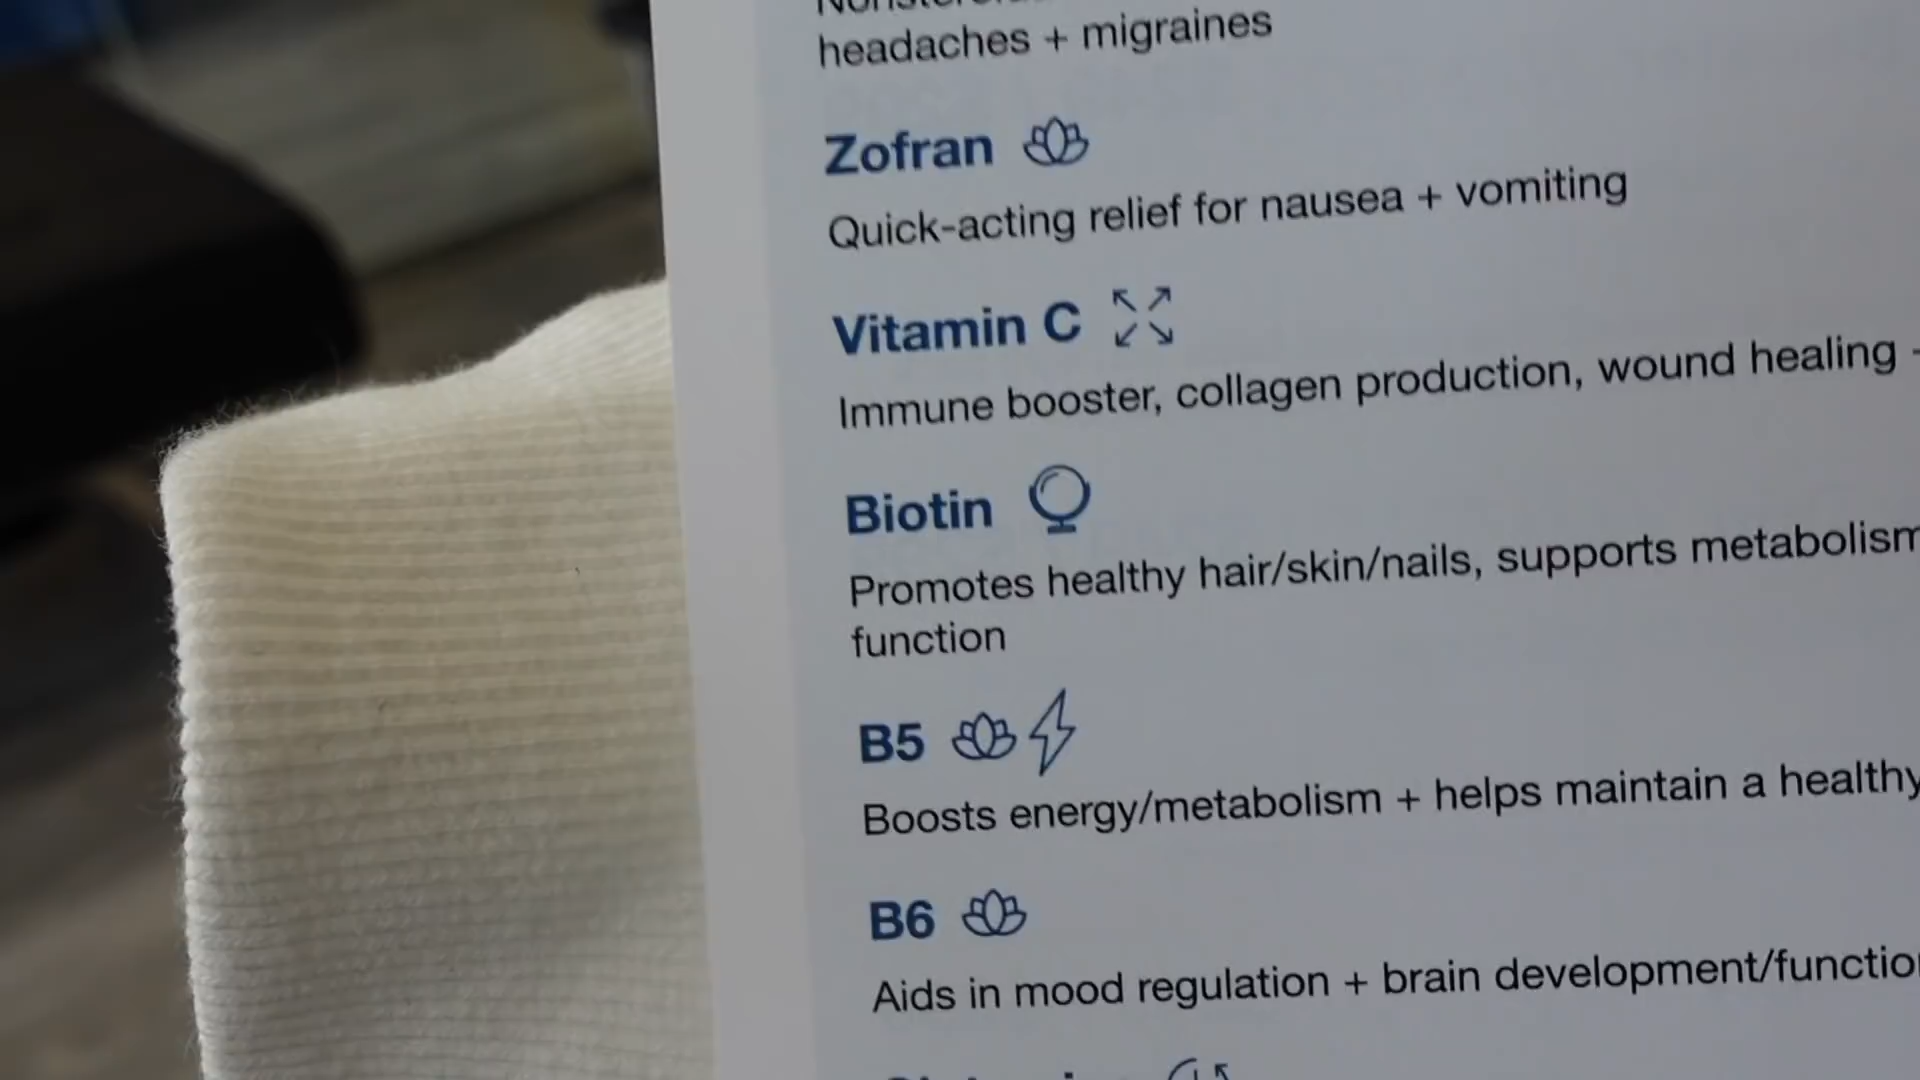 headaches + migraines
Zofran
Quick-acting relief for nausea + vomiting
Vitamin C
Immune booster, collagen production, wound healing
Biotin
Promotes healthy hair/skin/nails, supports metabolism
function
B5
Boosts energy/metabolism + helps maintain a healthy
B6
Aids in mood regulation + brain development/function